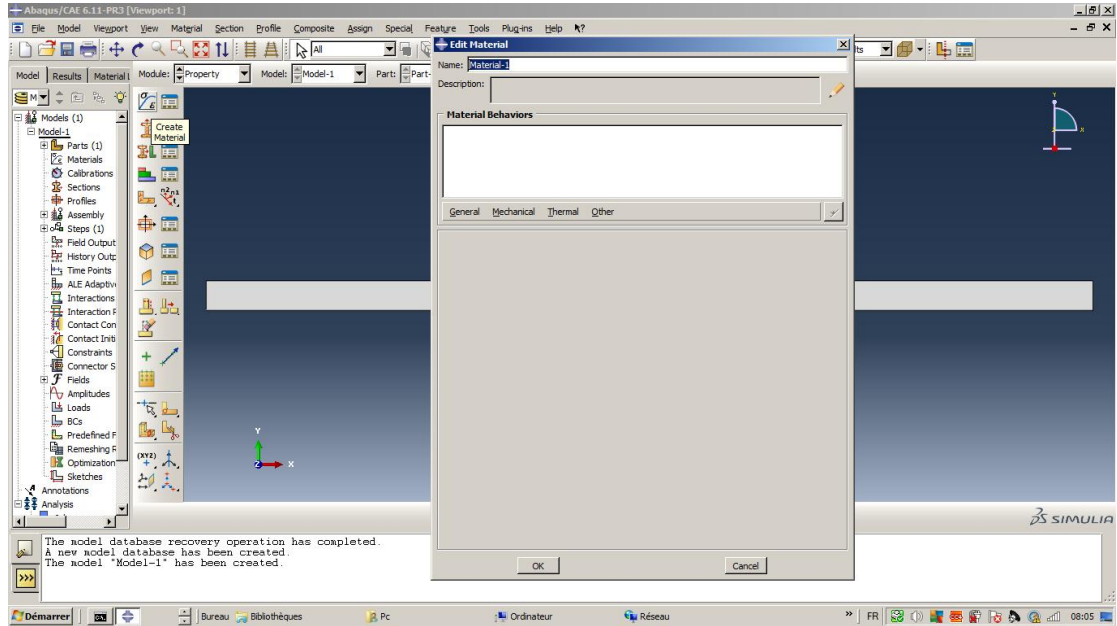 Abaqus/CAE 6.11-PR3 [Viewport: 1]
File Model Viewport View Material Section Profile Composite Assign Special Feature Tools Plug-ins Help
All
Edit Material
Name: Material-1
Description:
Material Behaviors
General Mechanical Thermal Other
OK Cancel
Model Results Material
Module: Property Model: Model-1 Part: Part-
Create
Material
Models (1)
Model-1
Parts (1)
Materials
Calibrations
Sections
Profiles
Assembly
Steps (1)
Field Output
History Outp
Time Points
ALE Adaptiv
Interactions
Interaction P
Contact Con
Contact Initi
Constraints
Connector S
Fields
Amplitudes
Loads
BCs
Predefined F
Remeshing R
Optimization
Sketches
Annotations
Analysis
(XYZ)
Y
X
Z
Y
X
SIMULIA
The model database recovery operation has completed.
A new model database has been created.
The model "Model-1" has been created.
>>>
Démarrer Bureau Bibliothèques Pc Ordinateur Réseau » FR 08:05